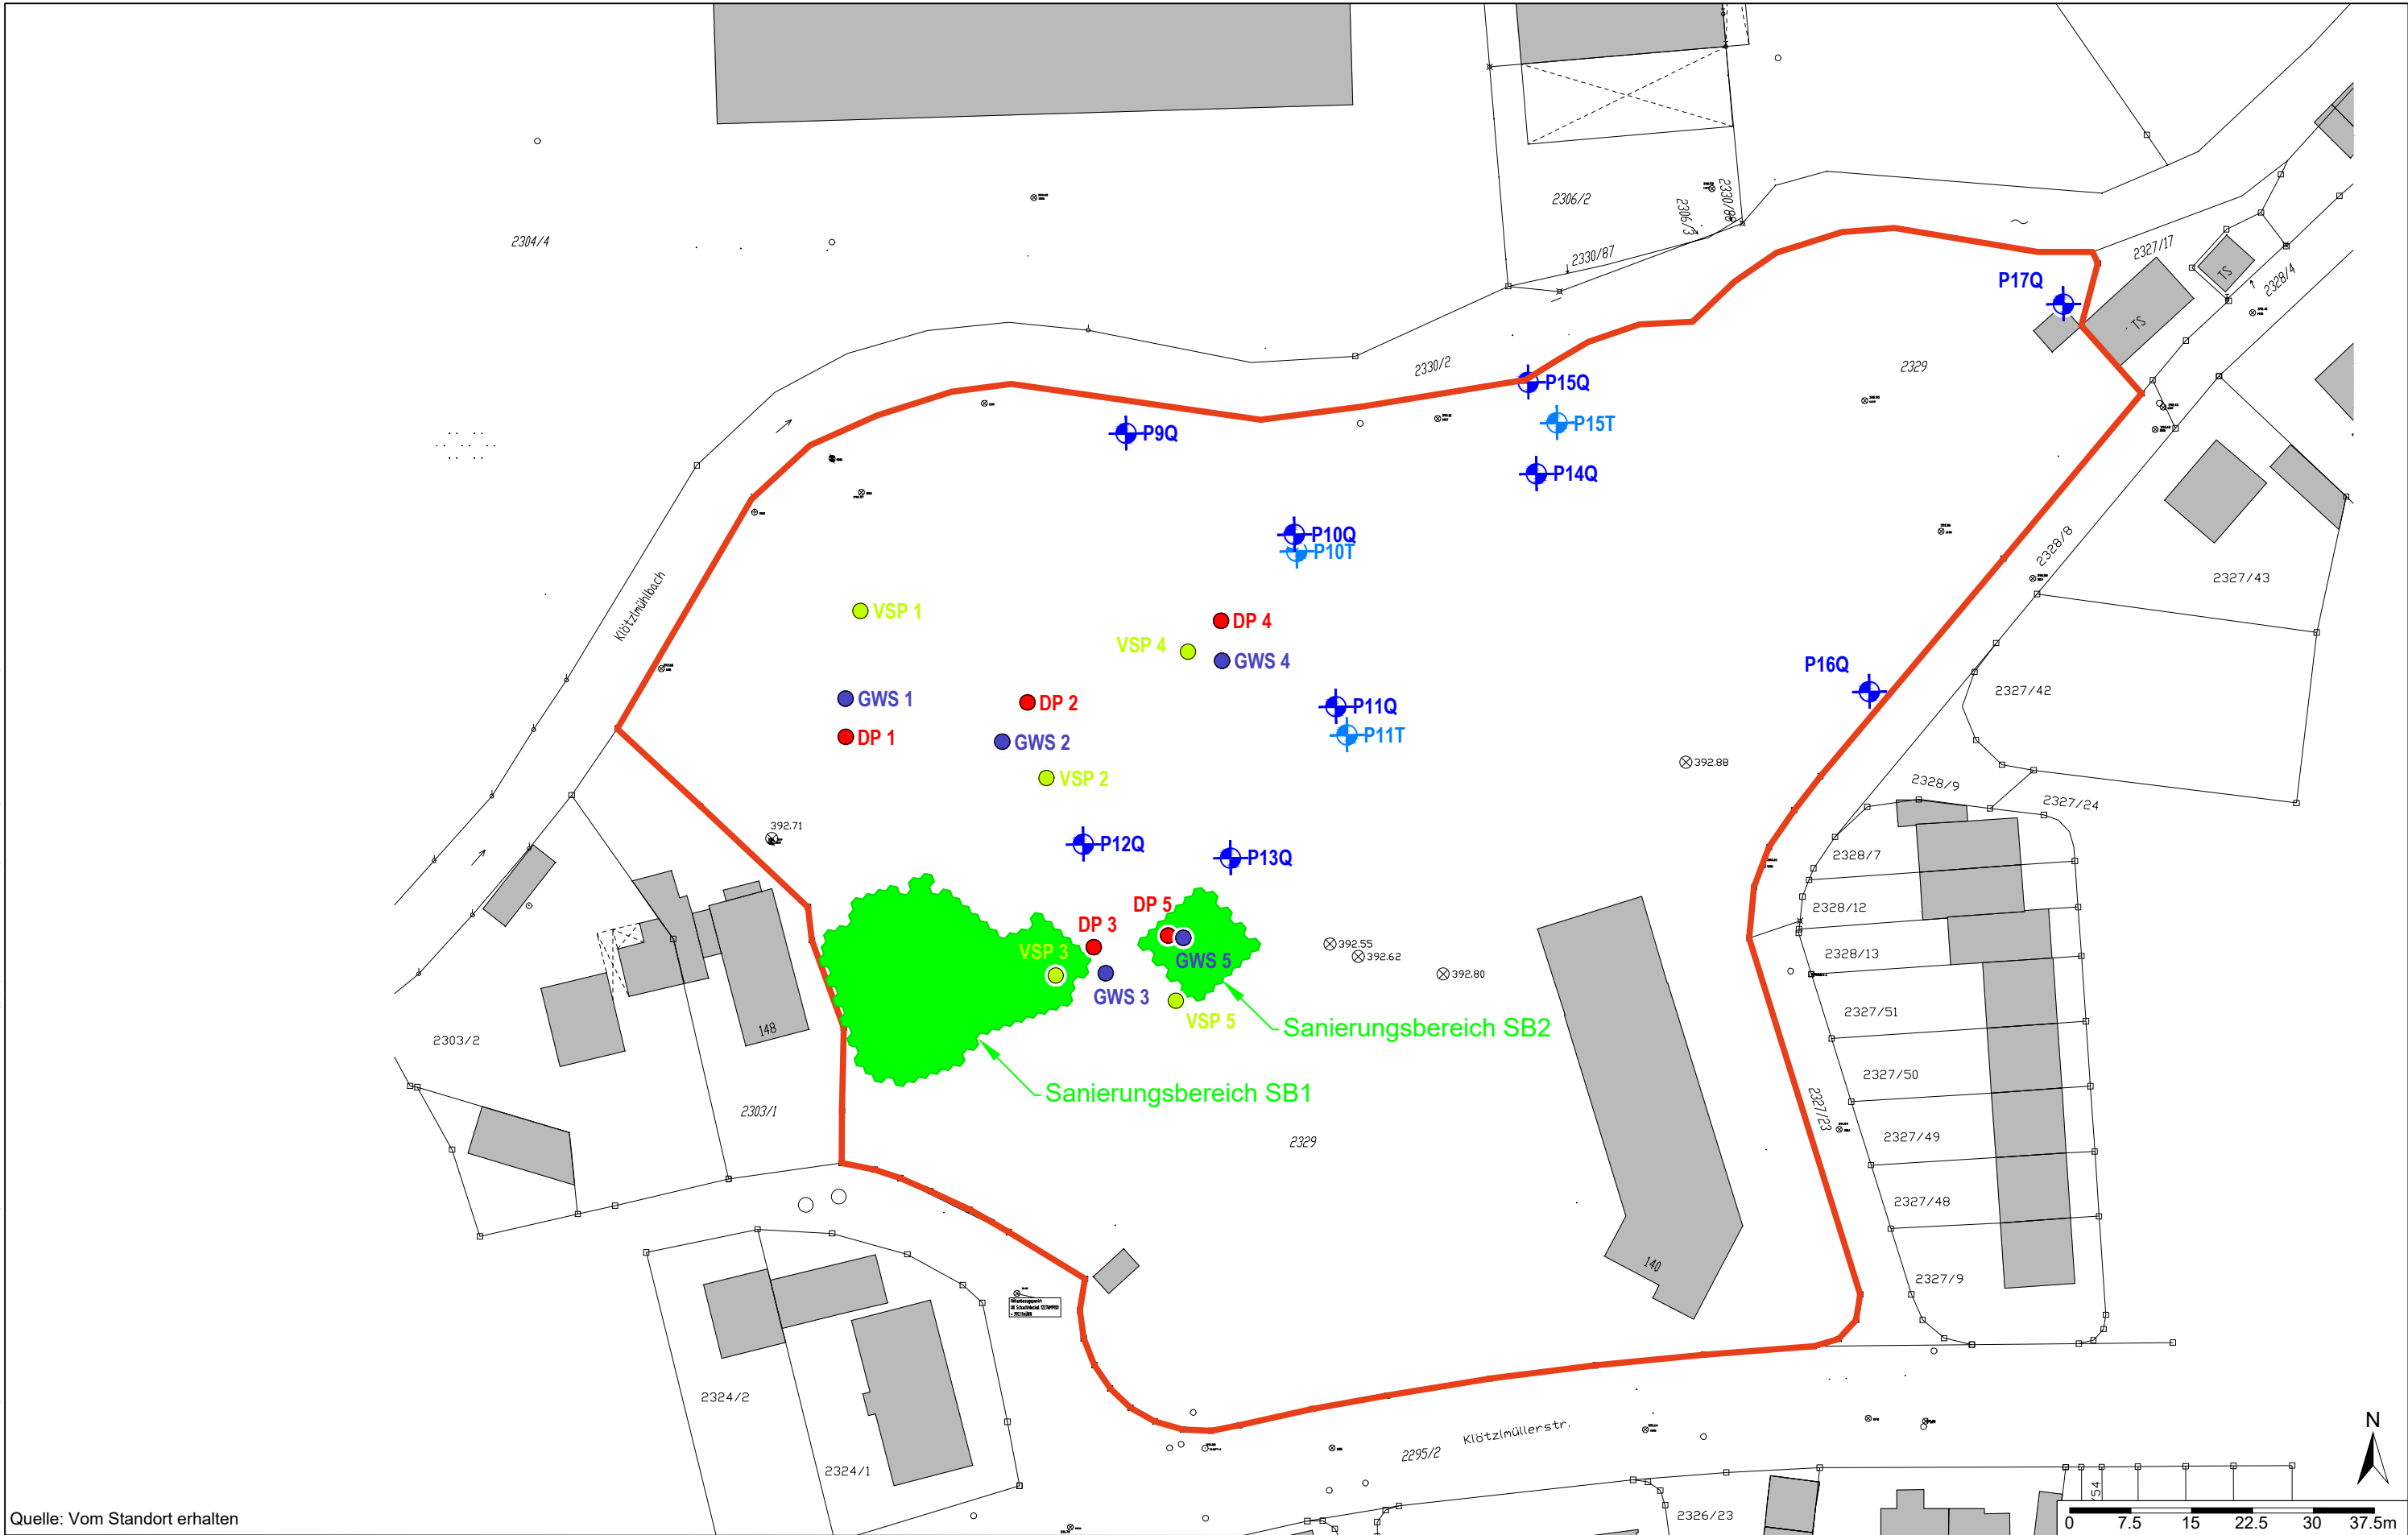 2304/4
2306/2
2306/3
2330/88
2330/87
2330/2
2327/17
2328/4
TS
TS
P17Q
2329
P15Q
P15T
P9Q
P14Q
P10Q
P10T
2328/8
2327/43
Klötzlmühlbach
VSP 1
DP 4
VSP 4
GWS 4
P16Q
2327/42
GWS 1
DP 2
P11Q
DP 1
GWS 2
P11T
392.88
VSP 2
2328/9
2327/24
392.71
P12Q
P13Q
2328/7
DP 5
2328/12
DP 3
VSP 3
392.55
392.62
GWS 5
2328/13
392.80
GWS 3
VSP 5
2327/51
148
Sanierungsbereich SB2
2303/2
2327/50
Sanierungsbereich SB1
2303/1
2327/23
2329
2327/49
2327/48
140
2327/9
2324/2
Klötzlmüllerstr.
2295/2
2324/1
N
/54
2326/23
Quelle: Vom Standort erhalten
0 7.5 15 22.5 30 37.5m